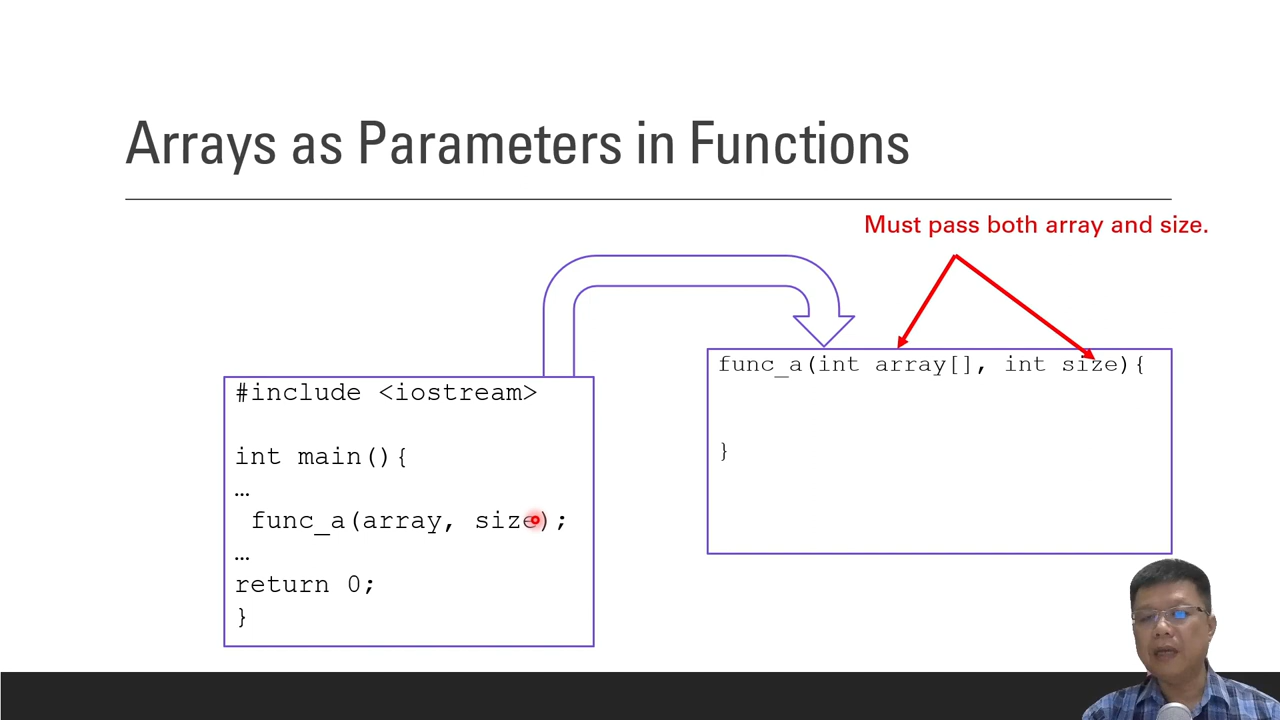 Arrays as Parameters in Functions
Must pass both array and size.
#include <iostream>
int main(){
…
func_a(array, size);
…
return 0;
}
func_a(int array[], int size){
}